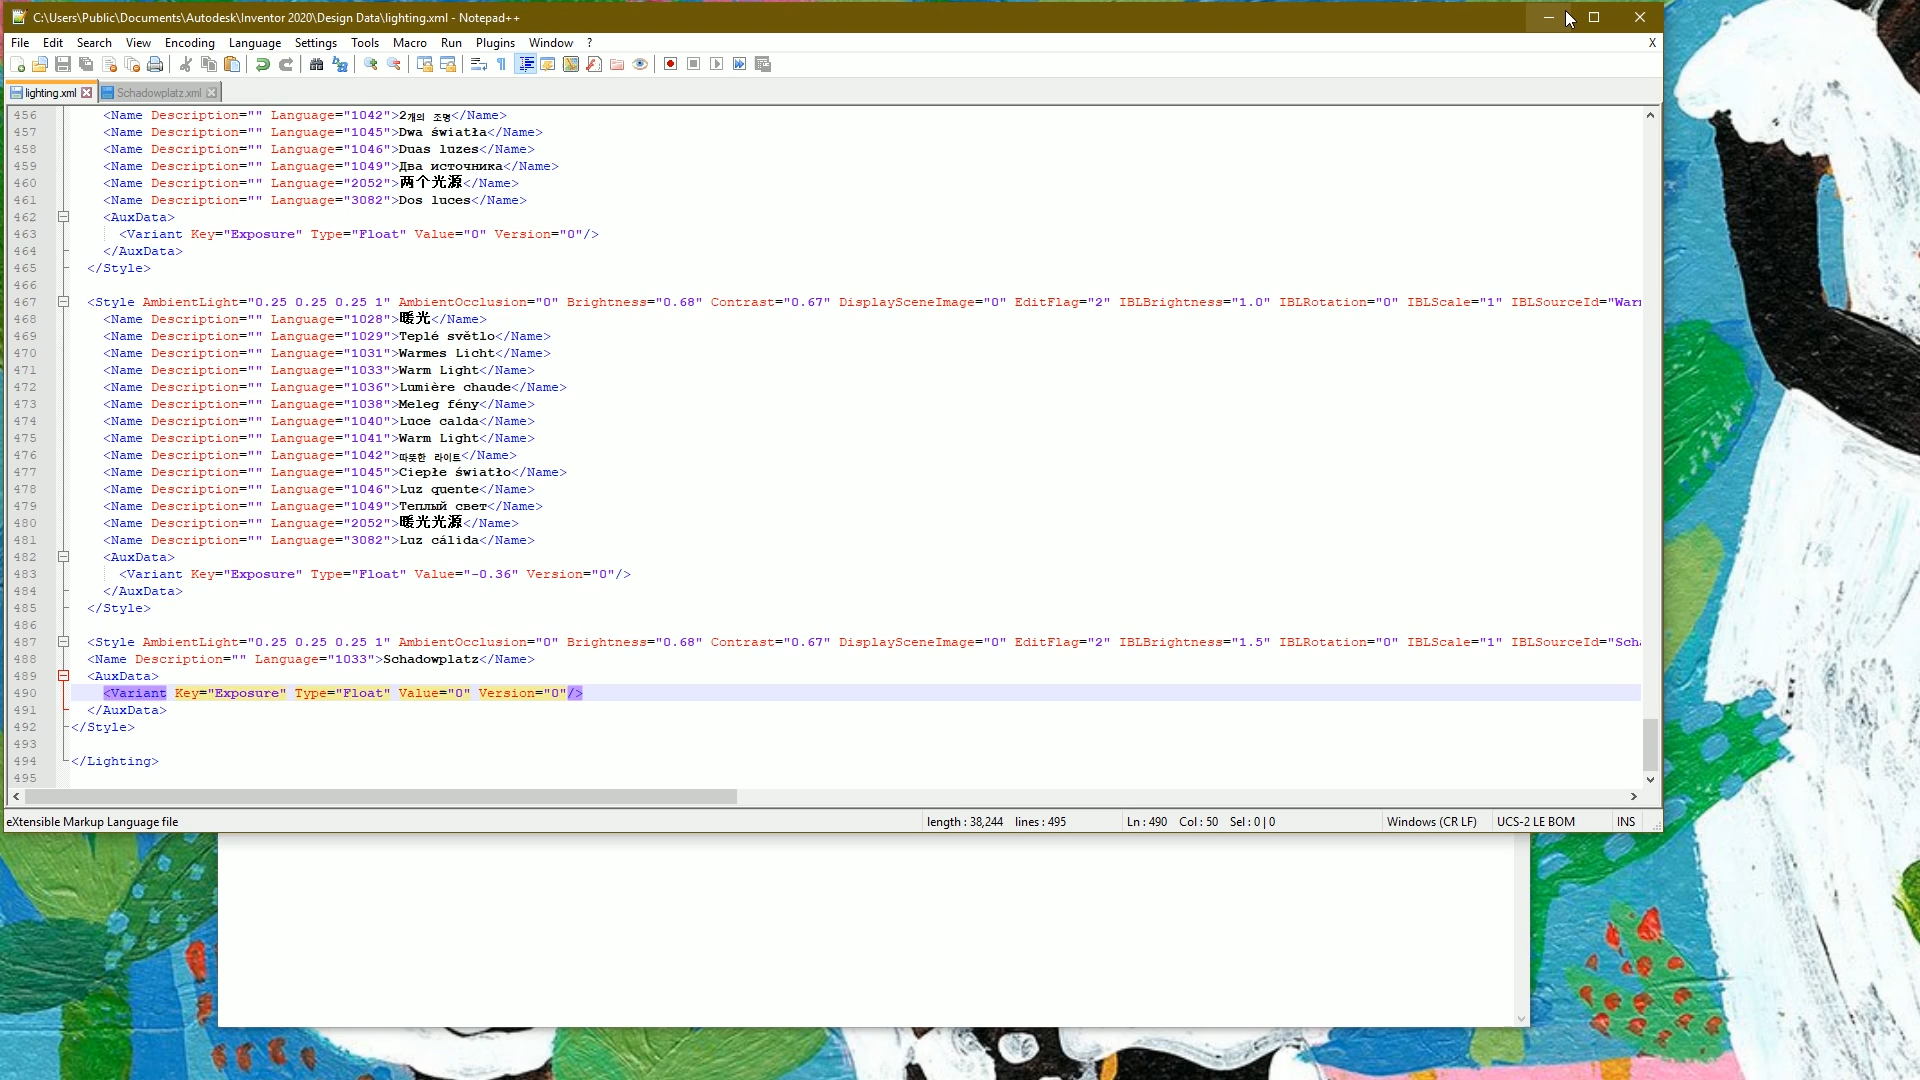 C:\Users\Public\Documents\Autodesk\Inventor 2020\Design Data\lighting.xml - Notepad++
File Edit Search View Encoding Language Settings Tools Macro Run Plugins Window ? X
lighting.xml Schadowplatz.xml
456 <Name Description="" Language="1042">2개의 조명</Name>
457 <Name Description="" Language="1045">Dwa światła</Name>
458 <Name Description="" Language="1046">Duas luzes</Name>
459 <Name Description="" Language="1049">Два источника</Name>
460 <Name Description="" Language="2052">两个光源</Name>
461 <Name Description="" Language="3082">Dos luces</Name>
462 <AuxData>
463 <Variant Key="Exposure" Type="Float" Value="0" Version="0"/>
464 </AuxData>
465 </Style>
466
467 <Style AmbientLight="0.25 0.25 0.25 1" AmbientOcclusion="0" Brightness="0.68" Contrast="0.67" DisplaySceneImage="0" EditFlag="2" IBLBrightness="1.0" IBLRotation="0" IBLScale="1" IBLSourceId="Warm
468 <Name Description="" Language="1028">暖光</Name>
469 <Name Description="" Language="1029">Teplé světlo</Name>
470 <Name Description="" Language="1031">Warmes Licht</Name>
471 <Name Description="" Language="1033">Warm Light</Name>
472 <Name Description="" Language="1036">Lumière chaude</Name>
473 <Name Description="" Language="1038">Meleg fény</Name>
474 <Name Description="" Language="1040">Luce calda</Name>
475 <Name Description="" Language="1041">Warm Light</Name>
476 <Name Description="" Language="1042">따뜻한 라이트</Name>
477 <Name Description="" Language="1045">Ciepłe światło</Name>
478 <Name Description="" Language="1046">Luz quente</Name>
479 <Name Description="" Language="1049">Теплый свет</Name>
480 <Name Description="" Language="2052">暖光光源</Name>
481 <Name Description="" Language="3082">Luz cálida</Name>
482 <AuxData>
483 <Variant Key="Exposure" Type="Float" Value="-0.36" Version="0"/>
484 </AuxData>
485 </Style>
486
487 <Style AmbientLight="0.25 0.25 0.25 1" AmbientOcclusion="0" Brightness="0.68" Contrast="0.67" DisplaySceneImage="0" EditFlag="2" IBLBrightness="1.5" IBLRotation="0" IBLScale="1" IBLSourceId="Scha
488 <Name Description="" Language="1033">Schadowplatz</Name>
489 <AuxData>
490 <Variant Key="Exposure" Type="Float" Value="0" Version="0"/>
491 </AuxData>
492 </Style>
493
494 </Lighting>
495
eXtensible Markup Language file length : 38,244 lines : 495 Ln : 490 Col : 50 Sel : 0 | 0 Windows (CR LF) UCS-2 LE BOM INS